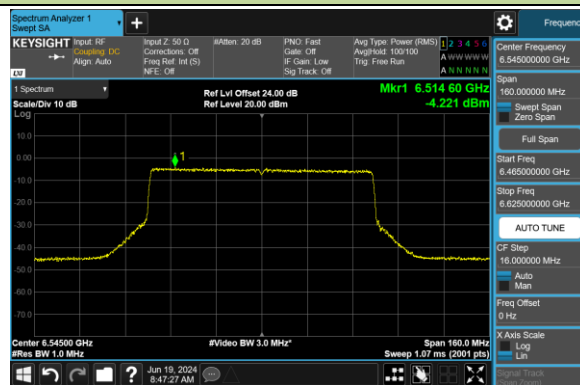 Spectrum Analyzer 1
Swept SA
Frequenc
KEYSIGHT
Input: RF
Coupling: DC
Align: Auto
Input Z: 50 Ω
Corrections: Off
Freq Ref: Int (S)
NFE: Off
#Atten: 20 dB
PNO: Fast
Gate: Off
IF Gain: Low
Sig Track: Off
Avg Type: Power (RMS)
Avg|Hold: 100/100
Trig: Free Run
1 2 3 4 5 6
A W W W W W
A N N N N N
LXI
1 Spectrum
Scale/Div 10 dB
Log
Ref Lvl Offset 24.00 dB
Ref Level 20.00 dBm
Mkr1 6.514 60 GHz
-4.221 dBm
10.0
0.00
-10.0
-20.0
-30.0
-40.0
-50.0
-60.0
-70.0
1
Center 6.54500 GHz
#Res BW 1.0 MHz
#Video BW 3.0 MHz*
Span 160.0 MHz
Sweep 1.07 ms (2001 pts)
Center Frequency
6.545000000 GHz
Span
160.000000 MHz
Swept Span
Zero Span
Full Span
Start Freq
6.465000000 GHz
Stop Freq
6.625000000 GHz
AUTO TUNE
CF Step
16.000000 MHz
Auto
Man
Freq Offset
0 Hz
X Axis Scale
Log
Lin
Signal Track
(Span Zoom)
Jun 19, 2024
8:47:27 AM